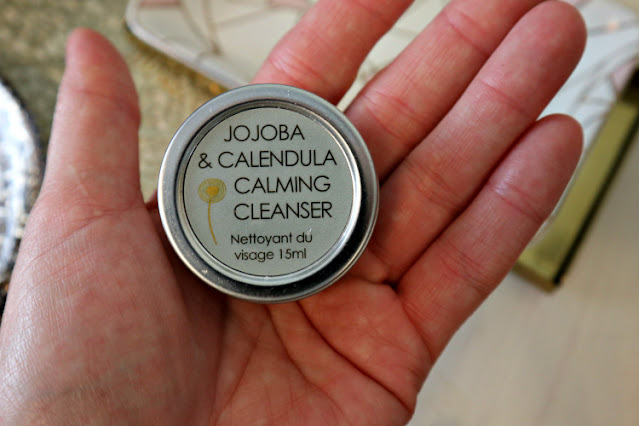 JOJOBA
& CALENDULA
CALMING
CLEANSER
Nettoyant du
visage 15ml